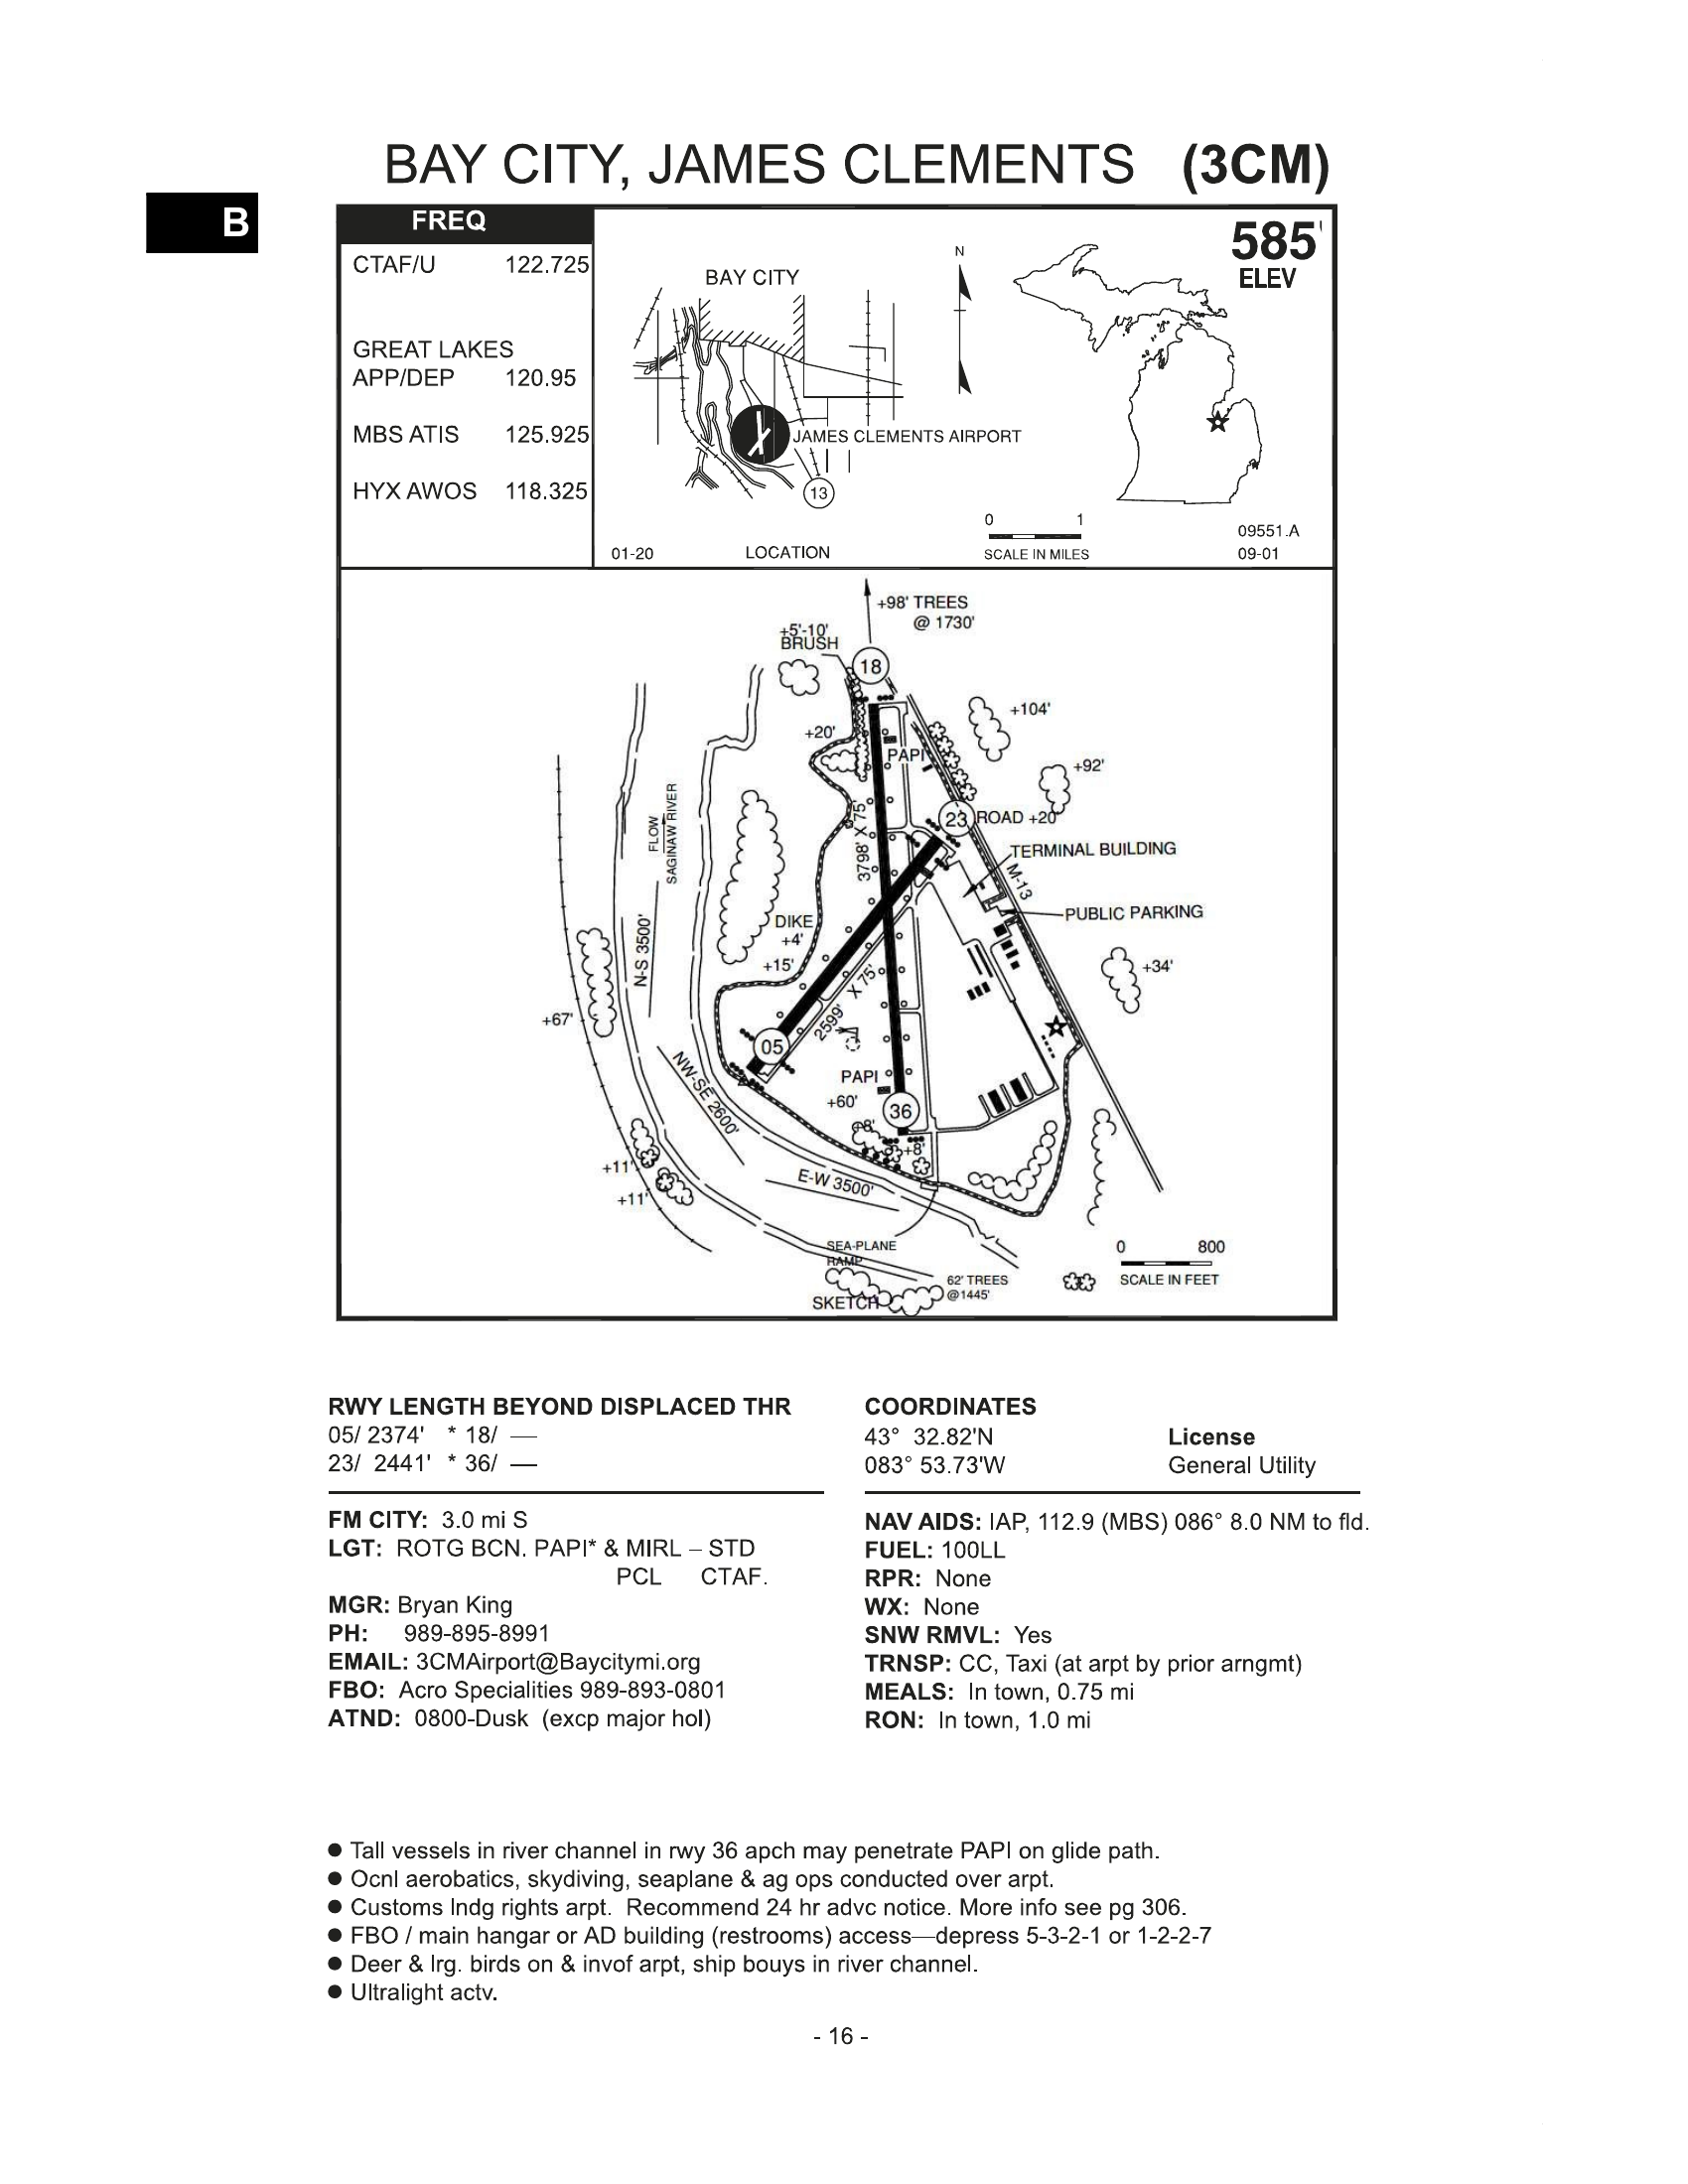 BAY CITY, JAMES CLEMENTS (3CM)
B
FREQ
CTAF/U 122.725
GREAT LAKES
APP/DEP 120.95
MBS ATIS 125.925
HYX AWOS 118.325
585'
ELEV
N
BAY CITY
JAMES CLEMENTS AIRPORT
13
0 1
SCALE IN MILES
01-20
LOCATION
09551.A
09-01
+98' TREES
@ 1730'
+5'-10'
BRUSH
18
+104'
+20'
PAPI
+92'
23
ROAD +20'
3798' X 75'
FLOW
SAGINAW RIVER
TERMINAL BUILDING
M-13
PUBLIC PARKING
DIKE
+4'
+15'
N-S 3500'
+34'
2599' X 75'
+67'
05
NW-SE 2600'
PAPI
+60'
36
+8'
+8'
+11'
+11'
E-W 3500'
SEA-PLANE
RAMP
62' TREES
@1445'
SKETCH
0 800
SCALE IN FEET
RWY LENGTH BEYOND DISPLACED THR
05/ 2374' * 18/ —
23/ 2441' * 36/ —
COORDINATES
43° 32.82'N
083° 53.73'W
License
General Utility
FM CITY: 3.0 mi S
LGT: ROTG BCN. PAPI* & MIRL – STD
PCL CTAF.
MGR: Bryan King
PH: 989-895-8991
EMAIL: 3CMAirport@Baycitymi.org
FBO: Acro Specialities 989-893-0801
ATND: 0800-Dusk (excp major hol)
NAV AIDS: IAP, 112.9 (MBS) 086° 8.0 NM to fld.
FUEL: 100LL
RPR: None
WX: None
SNW RMVL: Yes
TRNSP: CC, Taxi (at arpt by prior arngmt)
MEALS: In town, 0.75 mi
RON: In town, 1.0 mi
● Tall vessels in river channel in rwy 36 apch may penetrate PAPI on glide path.
● Ocnl aerobatics, skydiving, seaplane & ag ops conducted over arpt.
● Customs lndg rights arpt. Recommend 24 hr advc notice. More info see pg 306.
● FBO / main hangar or AD building (restrooms) access—depress 5-3-2-1 or 1-2-2-7
● Deer & lrg. birds on & invof arpt, ship bouys in river channel.
● Ultralight actv.
- 16 -